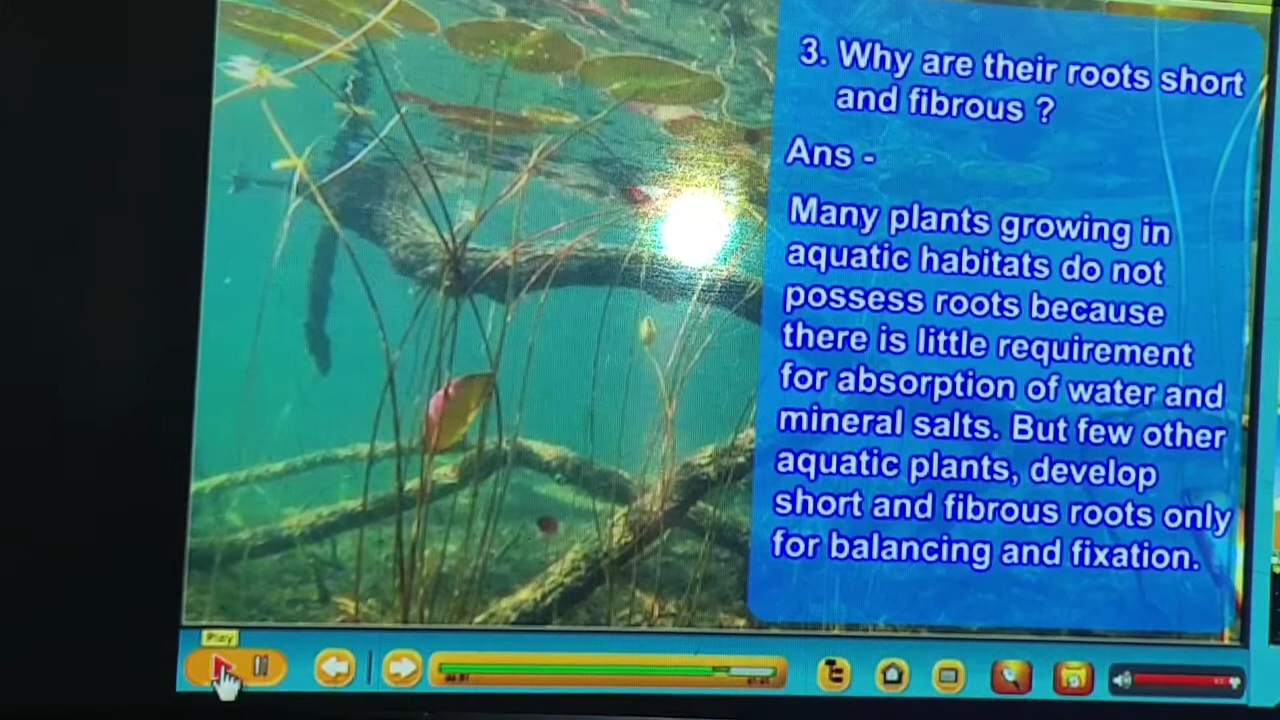 3. Why are their roots short
and fibrous ?
Ans -
Many plants growing in
aquatic habitats do not
possess roots because
there is little requirement
for absorption of water and
mineral salts. But few other
aquatic plants, develop
short and fibrous roots only
for balancing and fixation.
Play